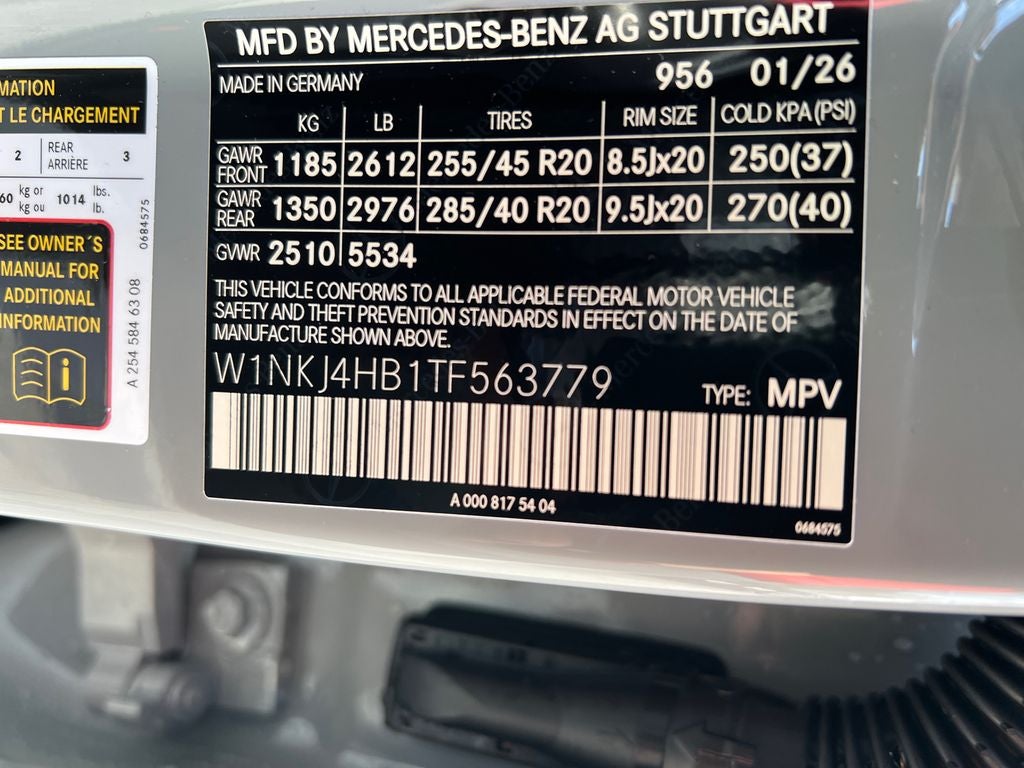 MATION
T LE CHARGEMENT
2 REAR ARRIÈRE 3
60 kg or kg ou 1014 lbs. lb.
SEE OWNER´S
MANUAL FOR
ADDITIONAL
INFORMATION
A 254 584 63 08
0684575
MFD BY MERCEDES-BENZ AG STUTTGART
MADE IN GERMANY 956 01/26
KG LB TIRES RIM SIZE COLD KPA (PSI)
GAWR FRONT 1185 2612 255/45 R20 8.5Jx20 250(37)
GAWR REAR 1350 2976 285/40 R20 9.5Jx20 270(40)
GVWR 2510 5534
THIS VEHICLE CONFORMS TO ALL APPLICABLE FEDERAL MOTOR VEHICLE
SAFETY AND THEFT PREVENTION STANDARDS IN EFFECT ON THE DATE OF
MANUFACTURE SHOWN ABOVE.
W1NKJ4HB1TF563779 TYPE: MPV
A 000 817 54 04
0684575